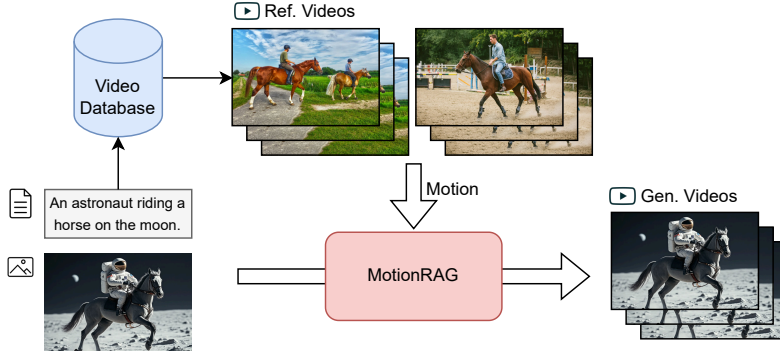 Ref. Videos
Video
Database
Motion
An astronaut riding a
horse on the moon.
Gen. Videos
MotionRAG